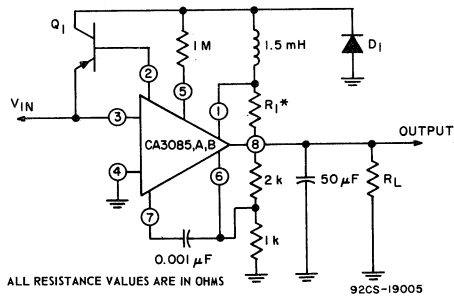 Q1
1 M
1.5 mH
D1
2
5
1
R1*
VIN
3
CA3085,A,B
8
OUTPUT
4
6
2 k
50 μF
RL
7
0.001 μF
1 k
ALL RESISTANCE VALUES ARE IN OHMS
92CS-19005